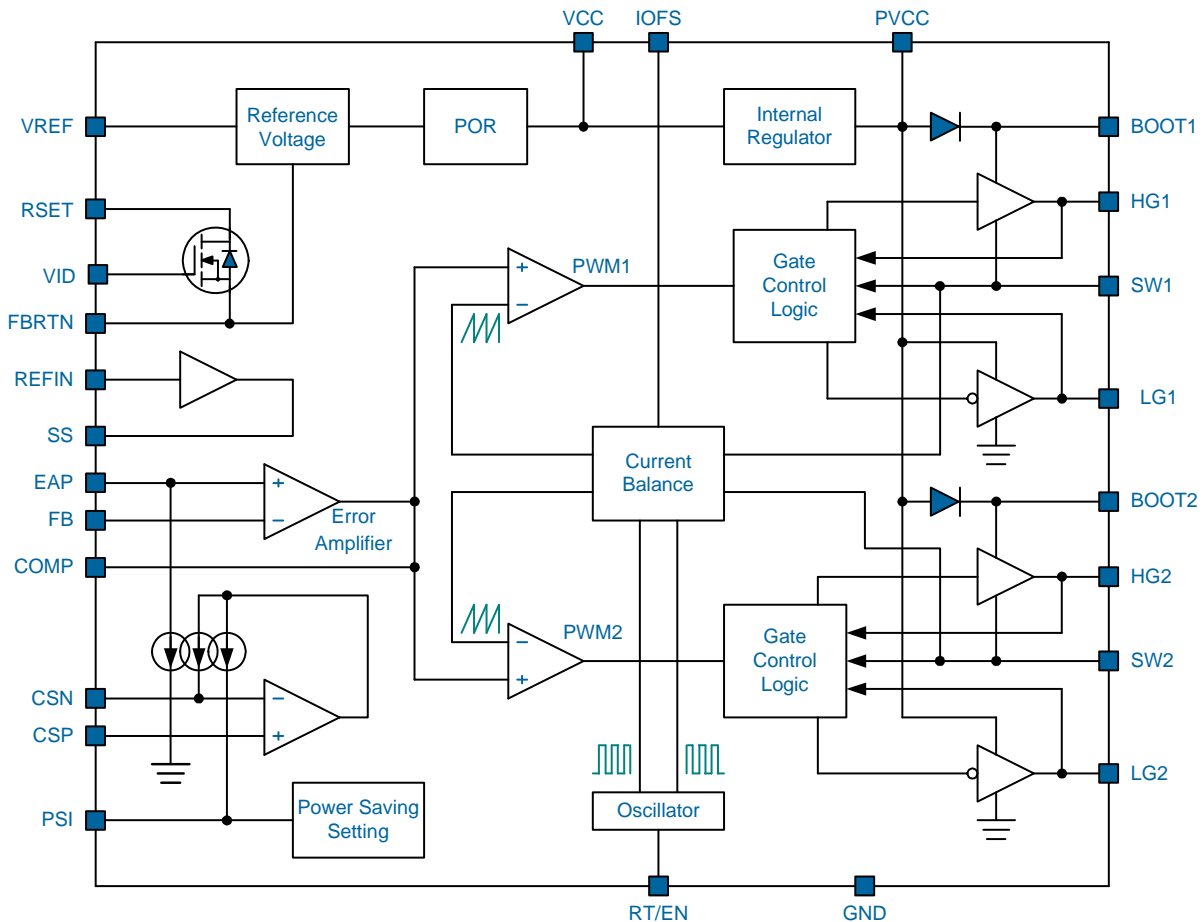 VCC
IOFS
PVCC
VREF
Reference
Voltage
POR
Internal
Regulator
BOOT1
RSET
HG1
VID
+
−
PWM1
Gate
Control
Logic
SW1
FBRTN
REFIN
LG1
SS
EAP
+
FB
−
Error
Amplifier
Current
Balance
BOOT2
COMP
HG2
−
+
PWM2
Gate
Control
Logic
SW2
CSN
−
CSP
+
LG2
PSI
Power Saving
Setting
Oscillator
RT/EN
GND